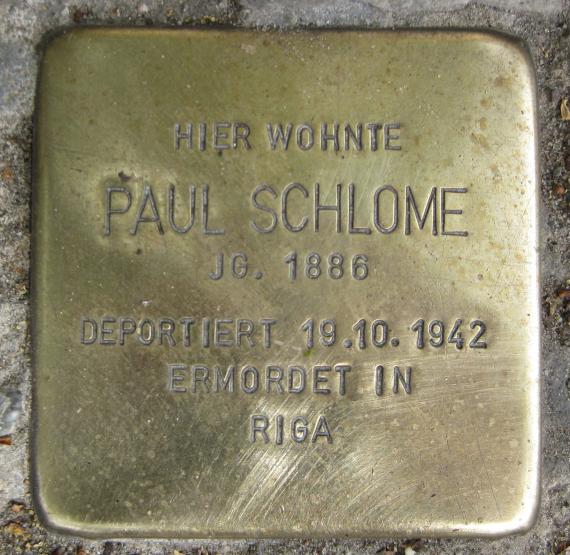 HIER WOHNTE
PAUL SCHLOME
JG. 1886
DEPORTIERT 19.10.1942
ERMORDET IN
RIGA